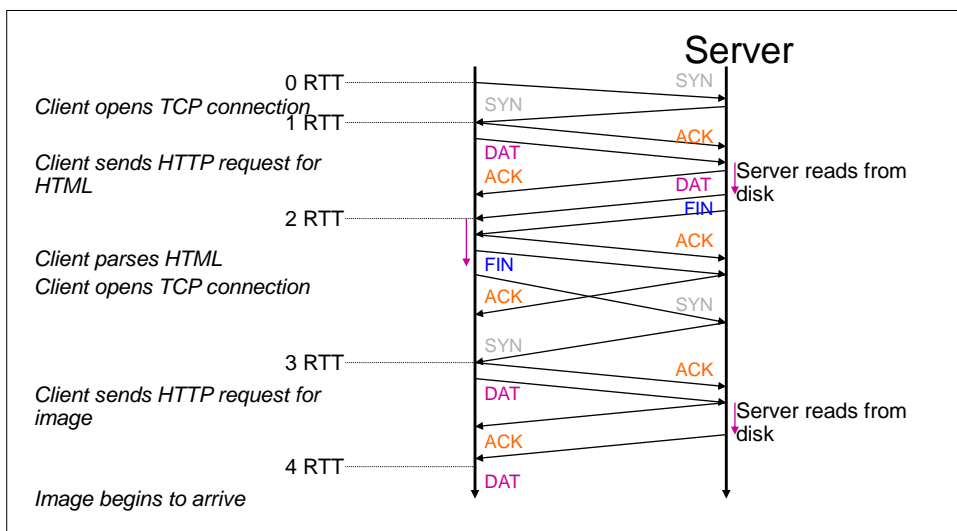 Server
0 RTT
SYN
Client opens TCP connection
SYN
1 RTT
ACK
DAT
Client sends HTTP request for
HTML
Server reads from
disk
ACK
DAT
FIN
2 RTT
ACK
Client parses HTML
FIN
Client opens TCP connection
ACK
SYN
SYN
3 RTT
ACK
Client sends HTTP request for
image
DAT
Server reads from
disk
ACK
4 RTT
DAT
Image begins to arrive